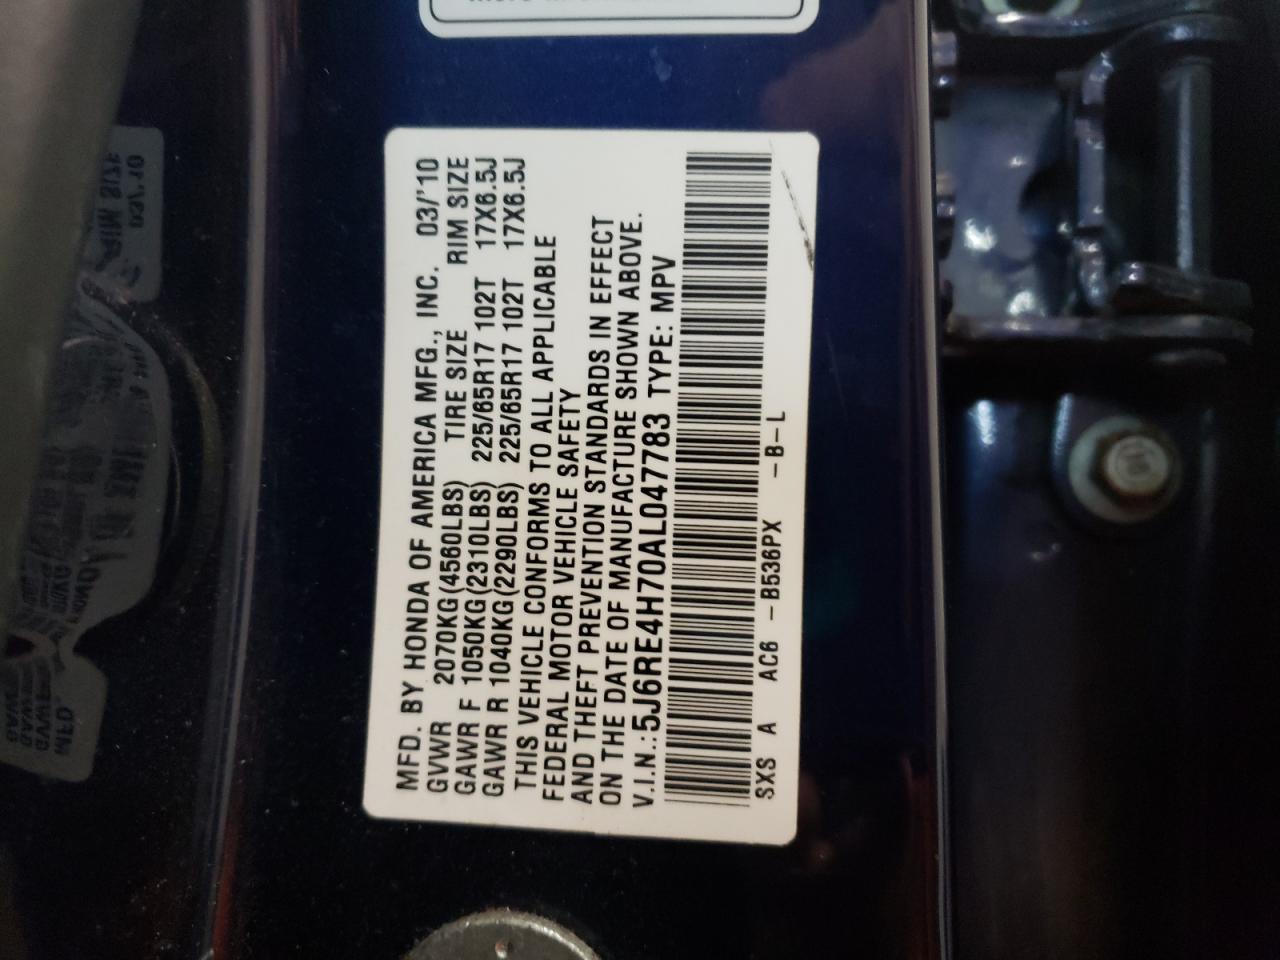 MFD. BY HONDA OF AMERICA MFG., INC. 03/'10
GVWR 2070KG(4560LBS) TIRE SIZE RIM SIZE
GAWR F 1050KG(2310LBS) 225/65R17 102T 17X6.5J
GAWR R 1040KG(2290LBS) 225/65R17 102T 17X6.5J
THIS VEHICLE CONFORMS TO ALL APPLICABLE
FEDERAL MOTOR VEHICLE SAFETY
AND THEFT PREVENTION STANDARDS IN EFFECT
ON THE DATE OF MANUFACTURE SHOWN ABOVE.
V.I.N.: 5J6RE4H70AL047783 TYPE: MPV
SXS A AC6 -B536PX -B-L